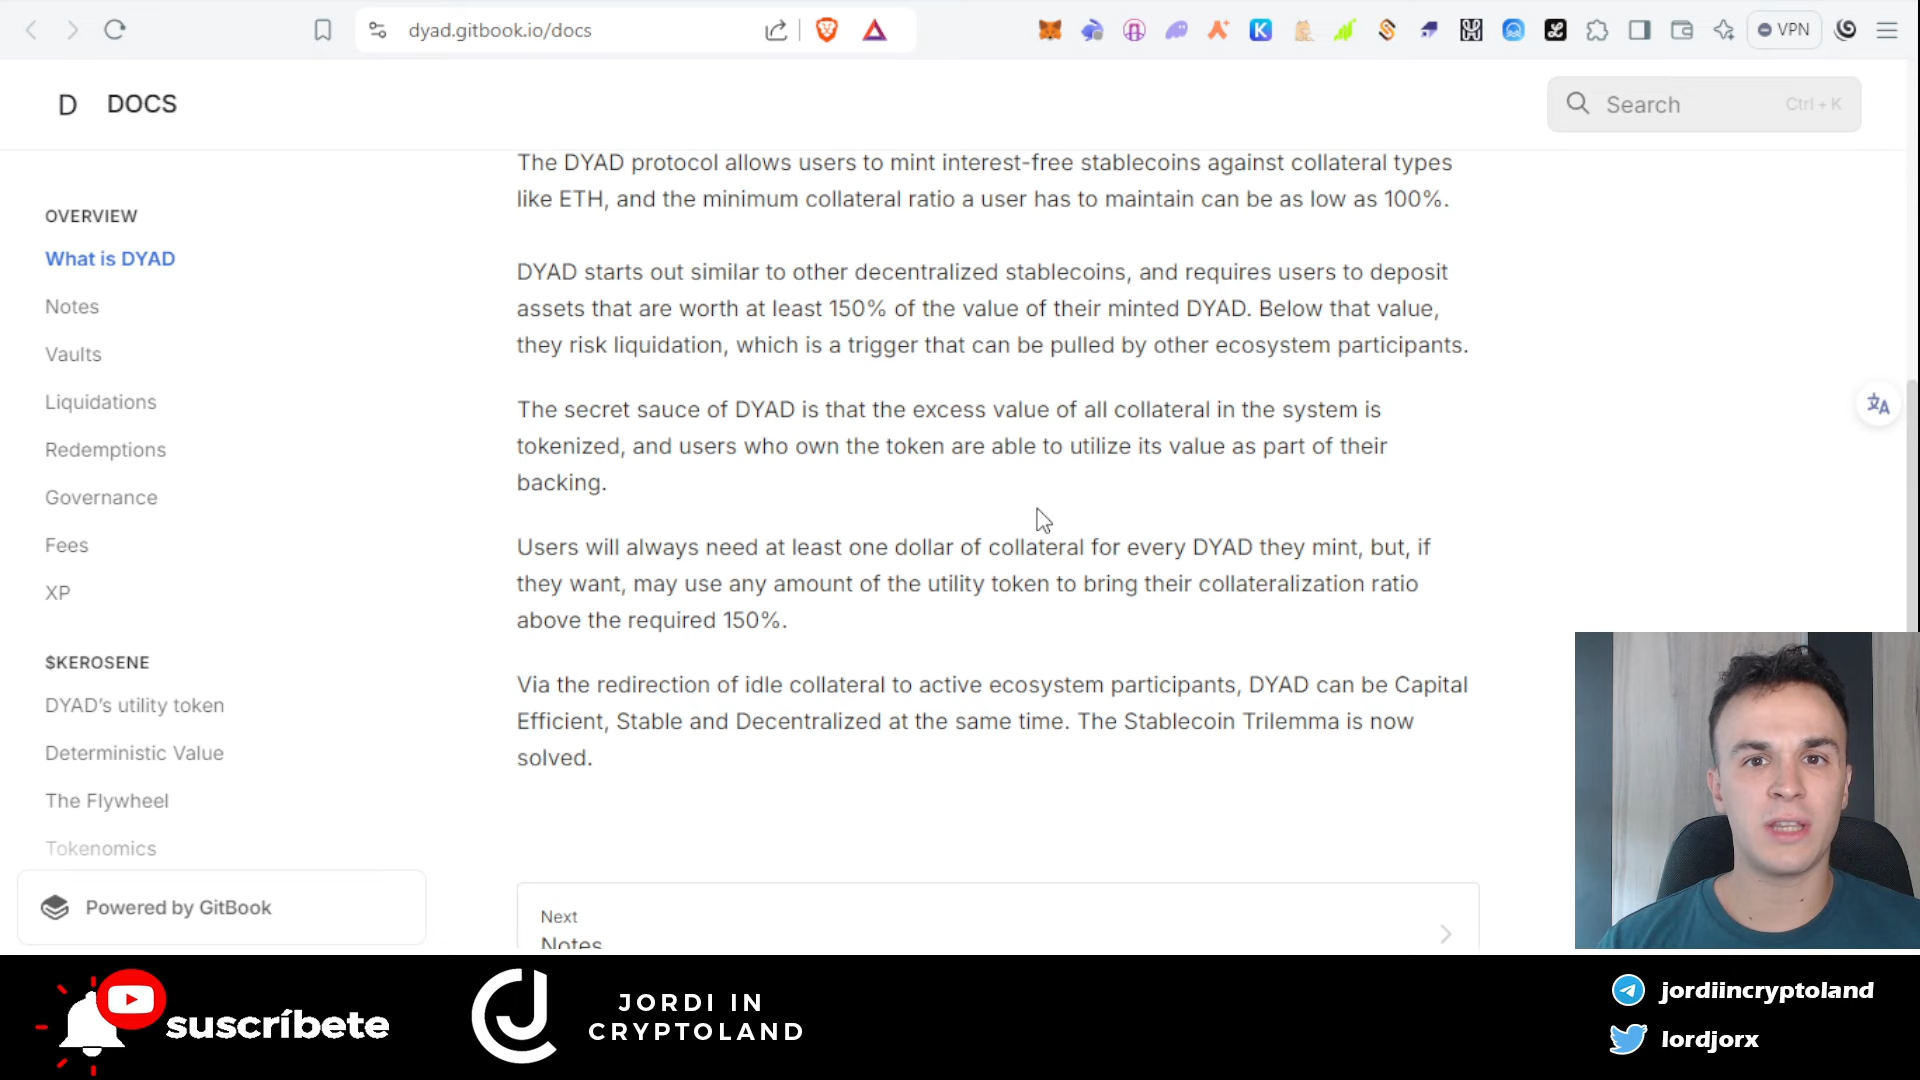 dyad.gitbook.io/docs
VPN
D DOCS
Search Ctrl + K
The DYAD protocol allows users to mint interest-free stablecoins against collateral types
like ETH, and the minimum collateral ratio a user has to maintain can be as low as 100%.
DYAD starts out similar to other decentralized stablecoins, and requires users to deposit
assets that are worth at least 150% of the value of their minted DYAD. Below that value,
they risk liquidation, which is a trigger that can be pulled by other ecosystem participants.
The secret sauce of DYAD is that the excess value of all collateral in the system is
tokenized, and users who own the token are able to utilize its value as part of their
backing.
Users will always need at least one dollar of collateral for every DYAD they mint, but, if
they want, may use any amount of the utility token to bring their collateralization ratio
above the required 150%.
Via the redirection of idle collateral to active ecosystem participants, DYAD can be Capital
Efficient, Stable and Decentralized at the same time. The Stablecoin Trilemma is now
solved.
Next
Notes
OVERVIEW
What is DYAD
Notes
Vaults
Liquidations
Redemptions
Governance
Fees
XP
$KEROSENE
DYAD's utility token
Deterministic Value
The Flywheel
Tokenomics
Powered by GitBook
suscríbete
JORDI IN
CRYPTOLAND
jordiincryptoland
lordjorx